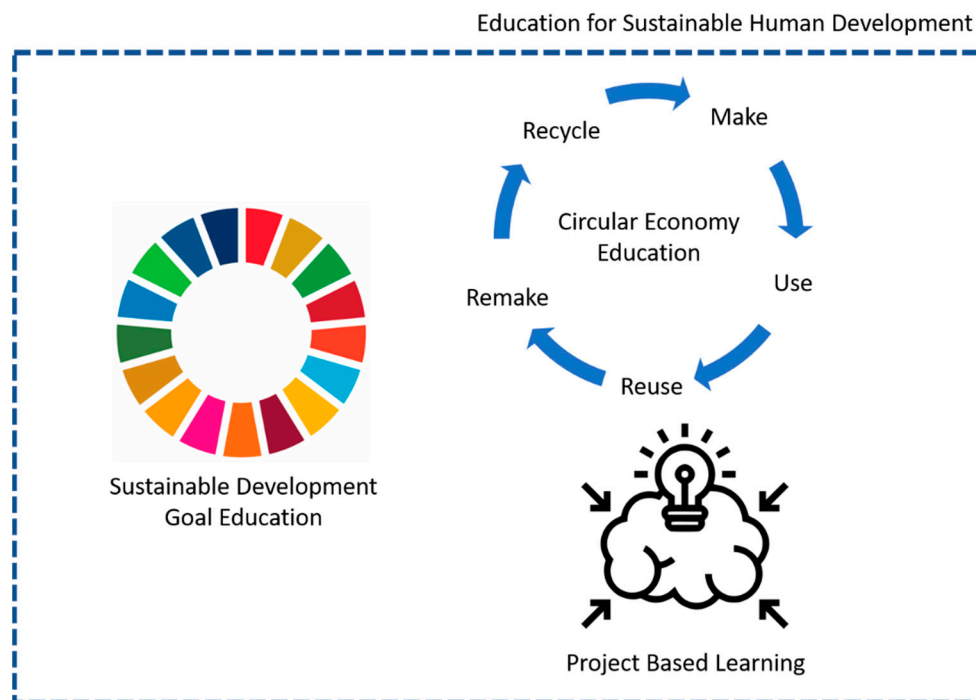 Education for Sustainable Human Development
Recycle
Make
Circular Economy
Education
Use
Remake
Reuse
Sustainable Development
Goal Education
Project Based Learning